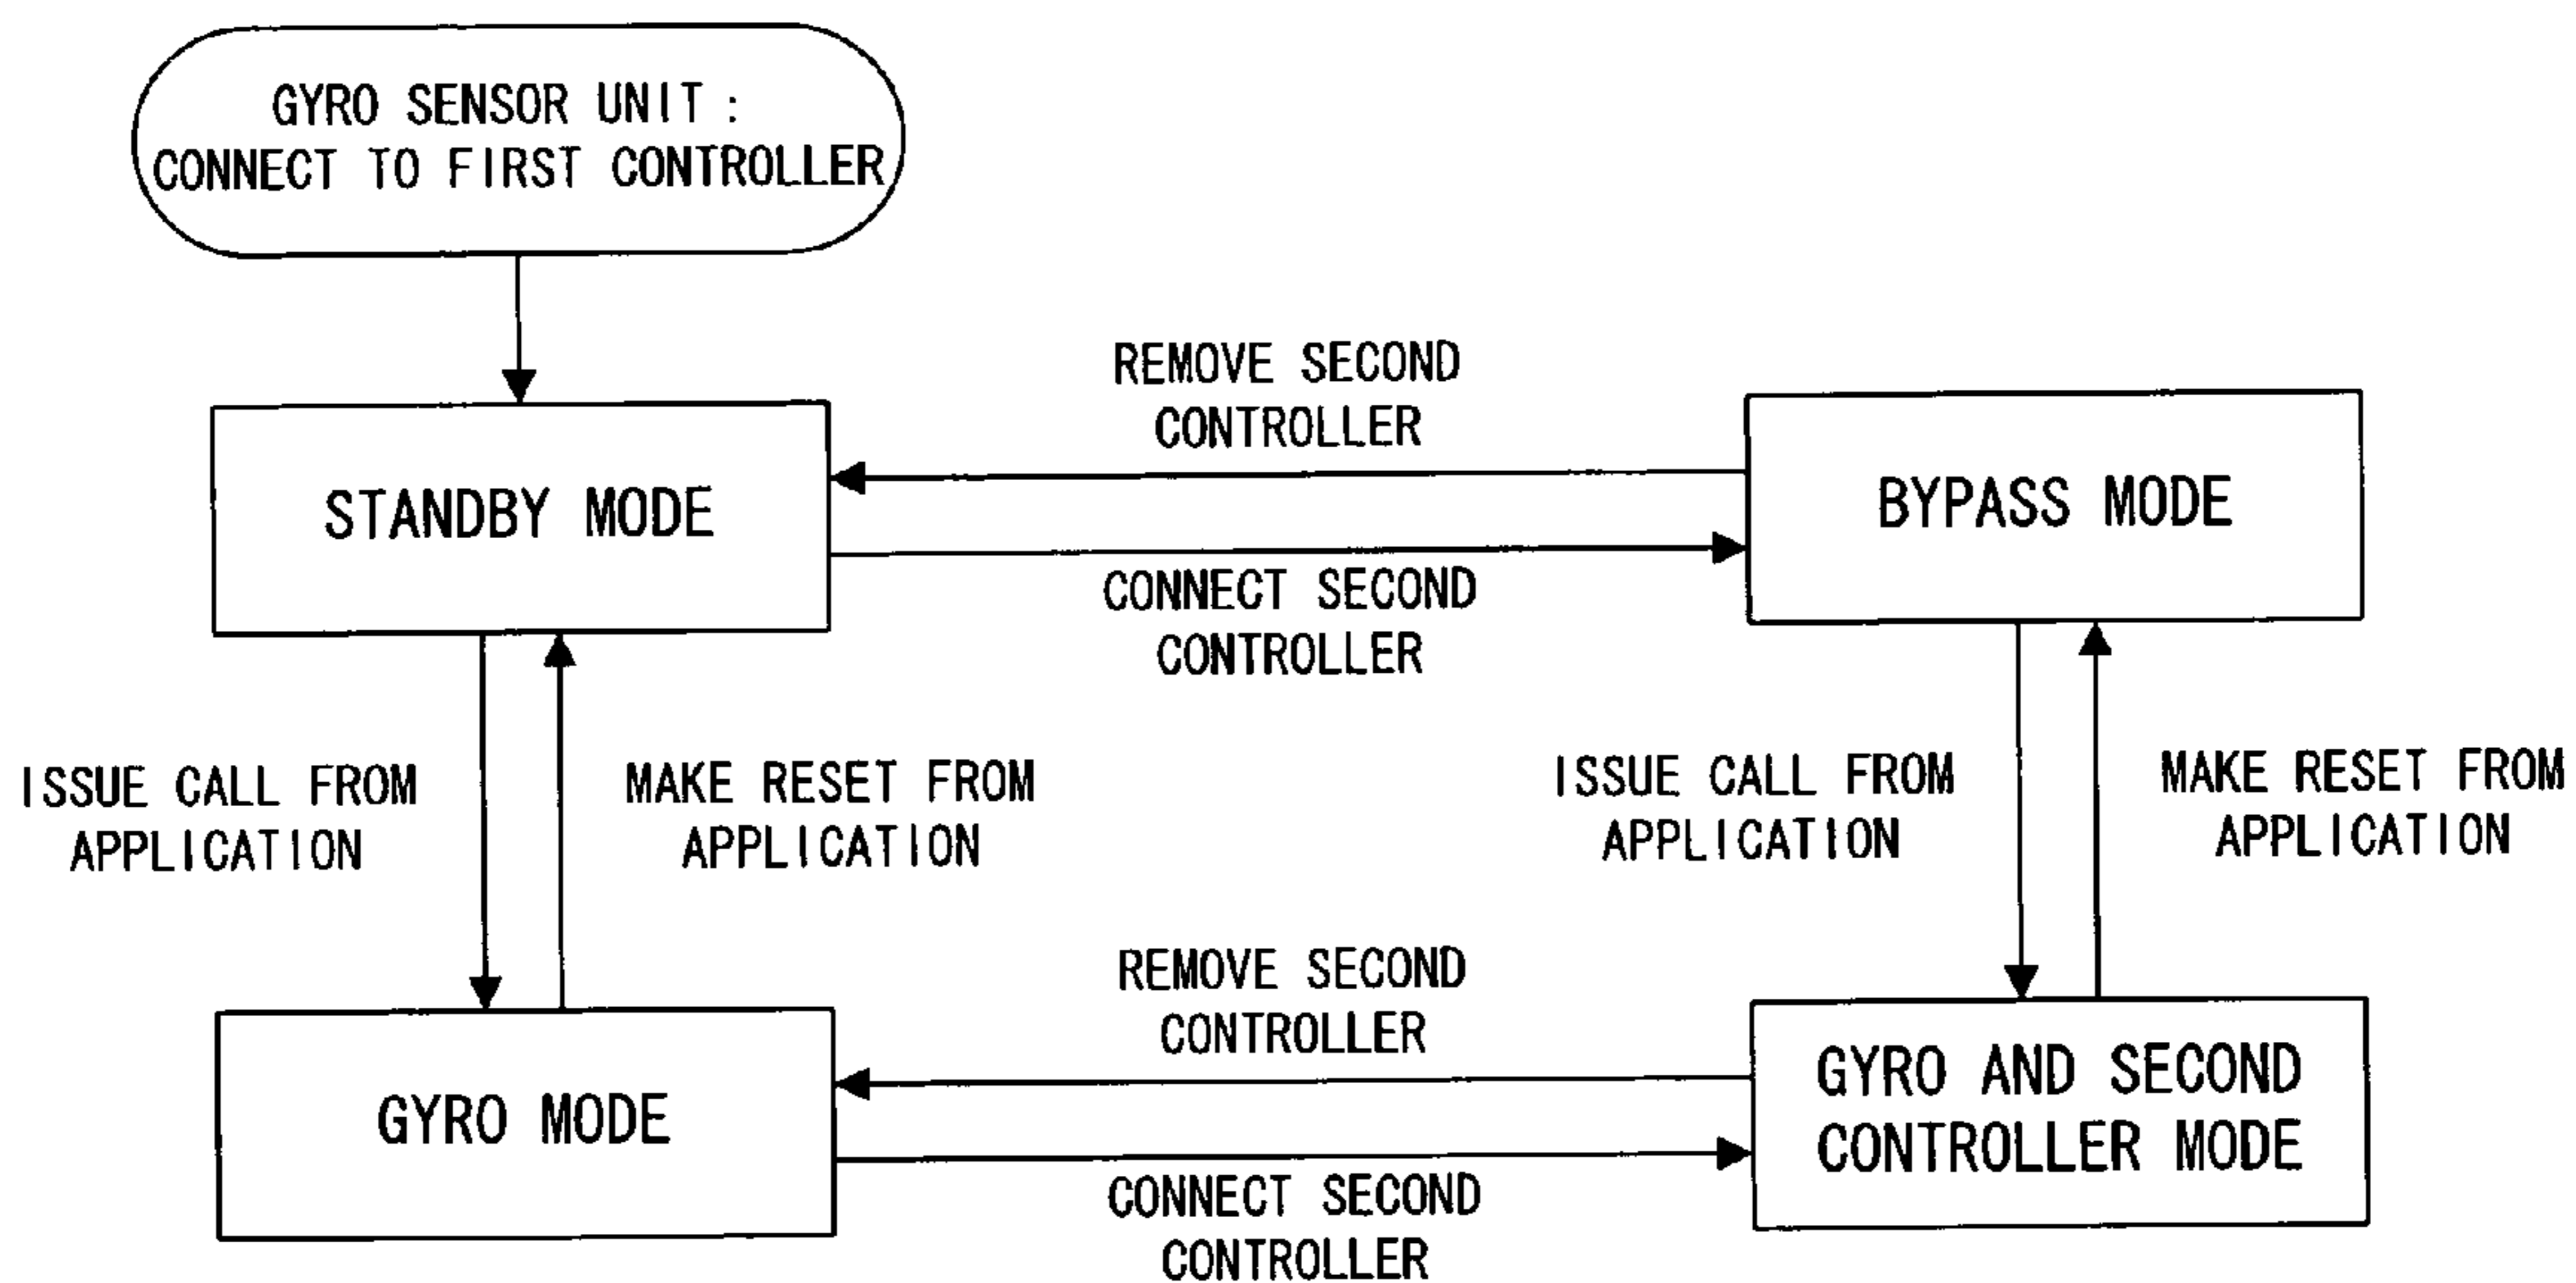 GYRO SENSOR UNIT :
CONNECT TO FIRST CONTROLLER
REMOVE SECOND
CONTROLLER
STANDBY MODE
BYPASS MODE
CONNECT SECOND
CONTROLLER
ISSUE CALL FROM
APPLICATION
MAKE RESET FROM
APPLICATION
ISSUE CALL FROM
APPLICATION
MAKE RESET FROM
APPLICATION
REMOVE SECOND
CONTROLLER
GYRO MODE
GYRO AND SECOND
CONTROLLER MODE
CONNECT SECOND
CONTROLLER